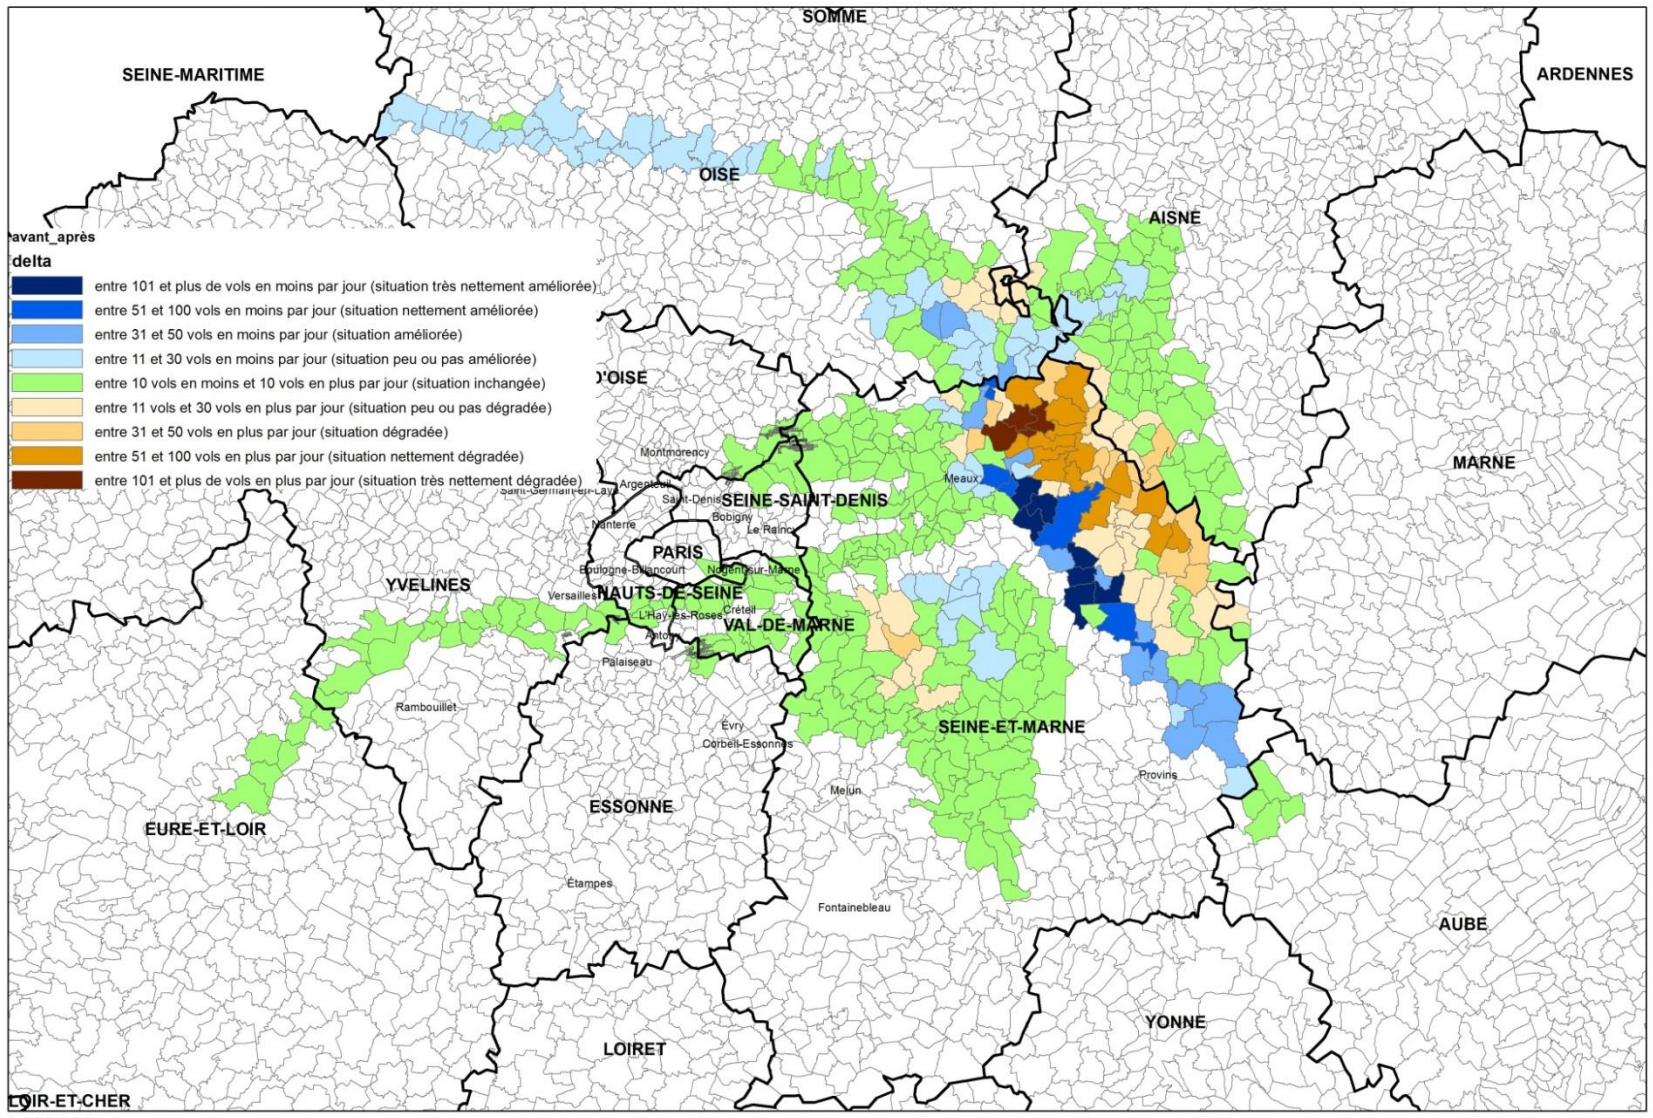 SOMME
SEINE-MARITIME
ARDENNES
OISE
AISNE
avant_après
delta
entre 101 et plus de vols en moins par jour (situation très nettement améliorée)
entre 51 et 100 vols en moins par jour (situation nettement améliorée)
entre 31 et 50 vols en moins par jour (situation améliorée)
entre 11 et 30 vols en moins par jour (situation peu ou pas améliorée)
entre 10 vols en moins et 10 vols en plus par jour (situation inchangée)
entre 11 vols et 30 vols en plus par jour (situation peu ou pas dégradée)
entre 31 et 50 vols en plus par jour (situation dégradée)
entre 51 et 100 vols en plus par jour (situation nettement dégradée)
entre 101 et plus de vols en plus par jour (situation très nettement dégradée)
D'OISE
Montmorency
MARNE
Meaux
Argenteuil
Saint-Germain-en-Laye
Saint-Denis
SEINE-SAINT-DENIS
Bobigny
Nanterre
Le Raincy
PARIS
Boulogne-Billancourt
Nogent-sur-Marne
YVELINES
Versailles
HAUTS-DE-SEINE
L'Haÿ-les-Roses
Créteil
VAL-DE-MARNE
Antony
Palaiseau
Rambouillet
Évry
SEINE-ET-MARNE
Corbeil-Essonnes
Provins
Melun
ESSONNE
EURE-ET-LOIR
Étampes
Fontainebleau
AUBE
YONNE
LOIRET
LOIR-ET-CHER